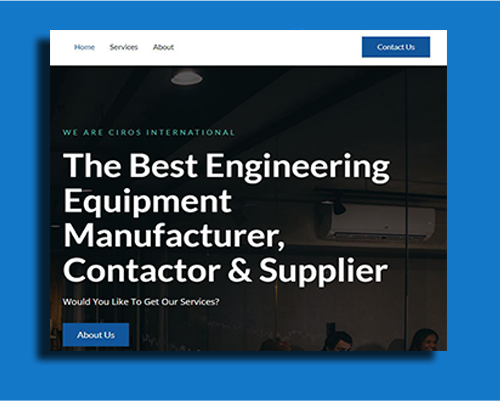 Home Services About Contact Us
WE ARE CIROS INTERNATIONAL
The Best Engineering
Equipment
Manufacturer,
Contactor & Supplier
Would You Like To Get Our Services?
About Us